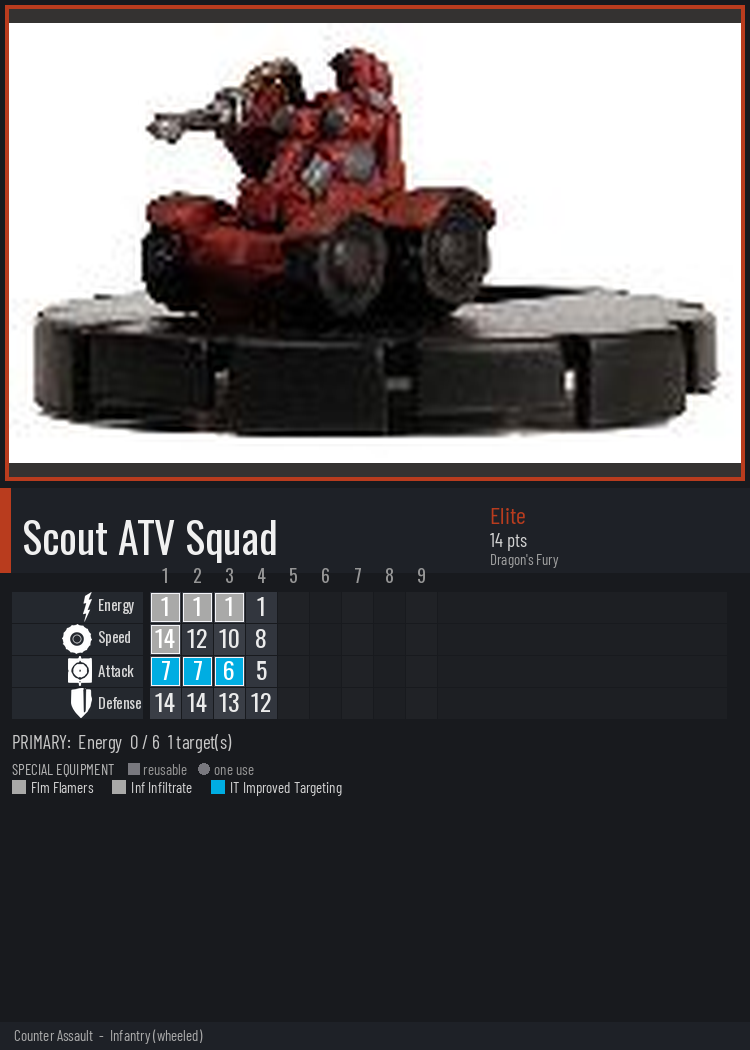 Scout ATV Squad
Elite
14 pts
Dragon's Fury
1 2 3 4 5 6 7 8 9
Energy 1 1 1 1
Speed 14 12 10 8
Attack 7 7 6 5
Defense 14 14 13 12
PRIMARY: Energy 0 / 6 1 target(s)
SPECIAL EQUIPMENT reusable one use
Flm Flamers Inf Infiltrate IT Improved Targeting
Counter Assault - Infantry (wheeled)